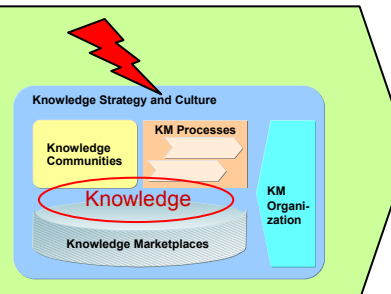 Knowledge Strategy and Culture
KM Processes
Knowledge
Communities
KM
Organi-
zation
Knowledge
Knowledge Marketplaces